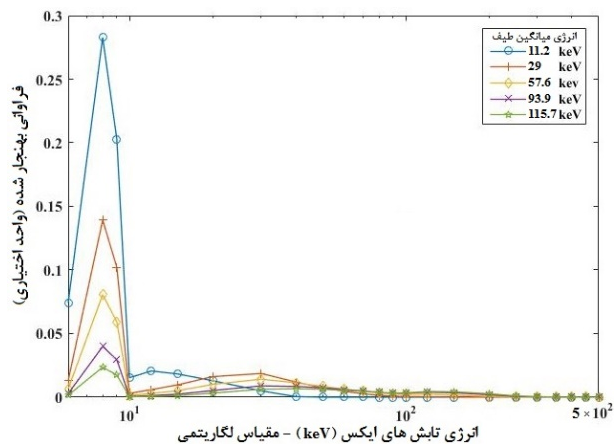 0.3
0.25
0.2
0.15
0.1
0.05
0
فراوانی بهنجار شده (واحد اختیاری)
انرژی میانگین طیف
11.2 keV
29 keV
57.6 kev
93.9 keV
115.7 keV
10¹
10²
5×10²
انرژی تابش های ایکس (keV) - مقیاس لگاریتمی